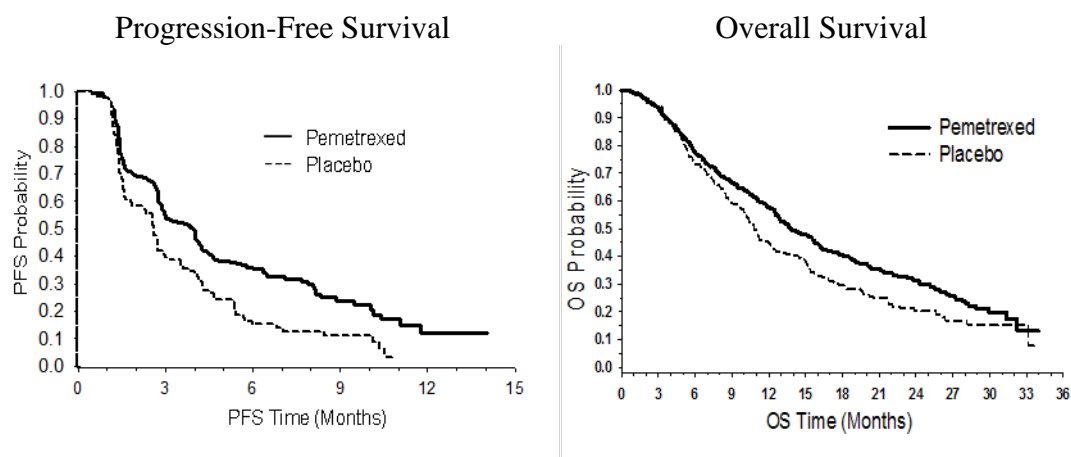 Progression-Free Survival
1.0
0.9
0.8
0.7
0.6
0.5
0.4
0.3
0.2
0.1
0.0
PFS Probability
Pemetrexed
Placebo
0 3 6 9 12 15
PFS Time (Months)
Overall Survival
1.0
0.9
0.8
0.7
0.6
0.5
0.4
0.3
0.2
0.1
0.0
OS Probability
Pemetrexed
Placebo
0 3 6 9 12 15 18 21 24 27 30 33 36
OS Time (Months)